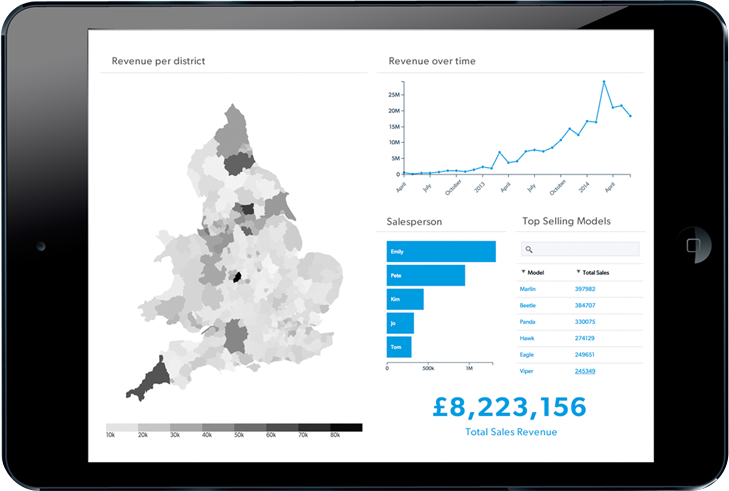 Revenue per district
10k 20k 30k 40k 50k 60k 70k 80k
Revenue over time
25M
20M
15M
10M
5M
0
April July October 2013 April July October 2014 April
Salesperson
Emily
Pete
Kim
Jo
Tom
0 500k 1M
Top Selling Models
Model Total Sales
Marlin 397982
Beetle 384707
Panda 330075
Hawk 274129
Eagle 249651
Viper 245349
£8,223,156
Total Sales Revenue